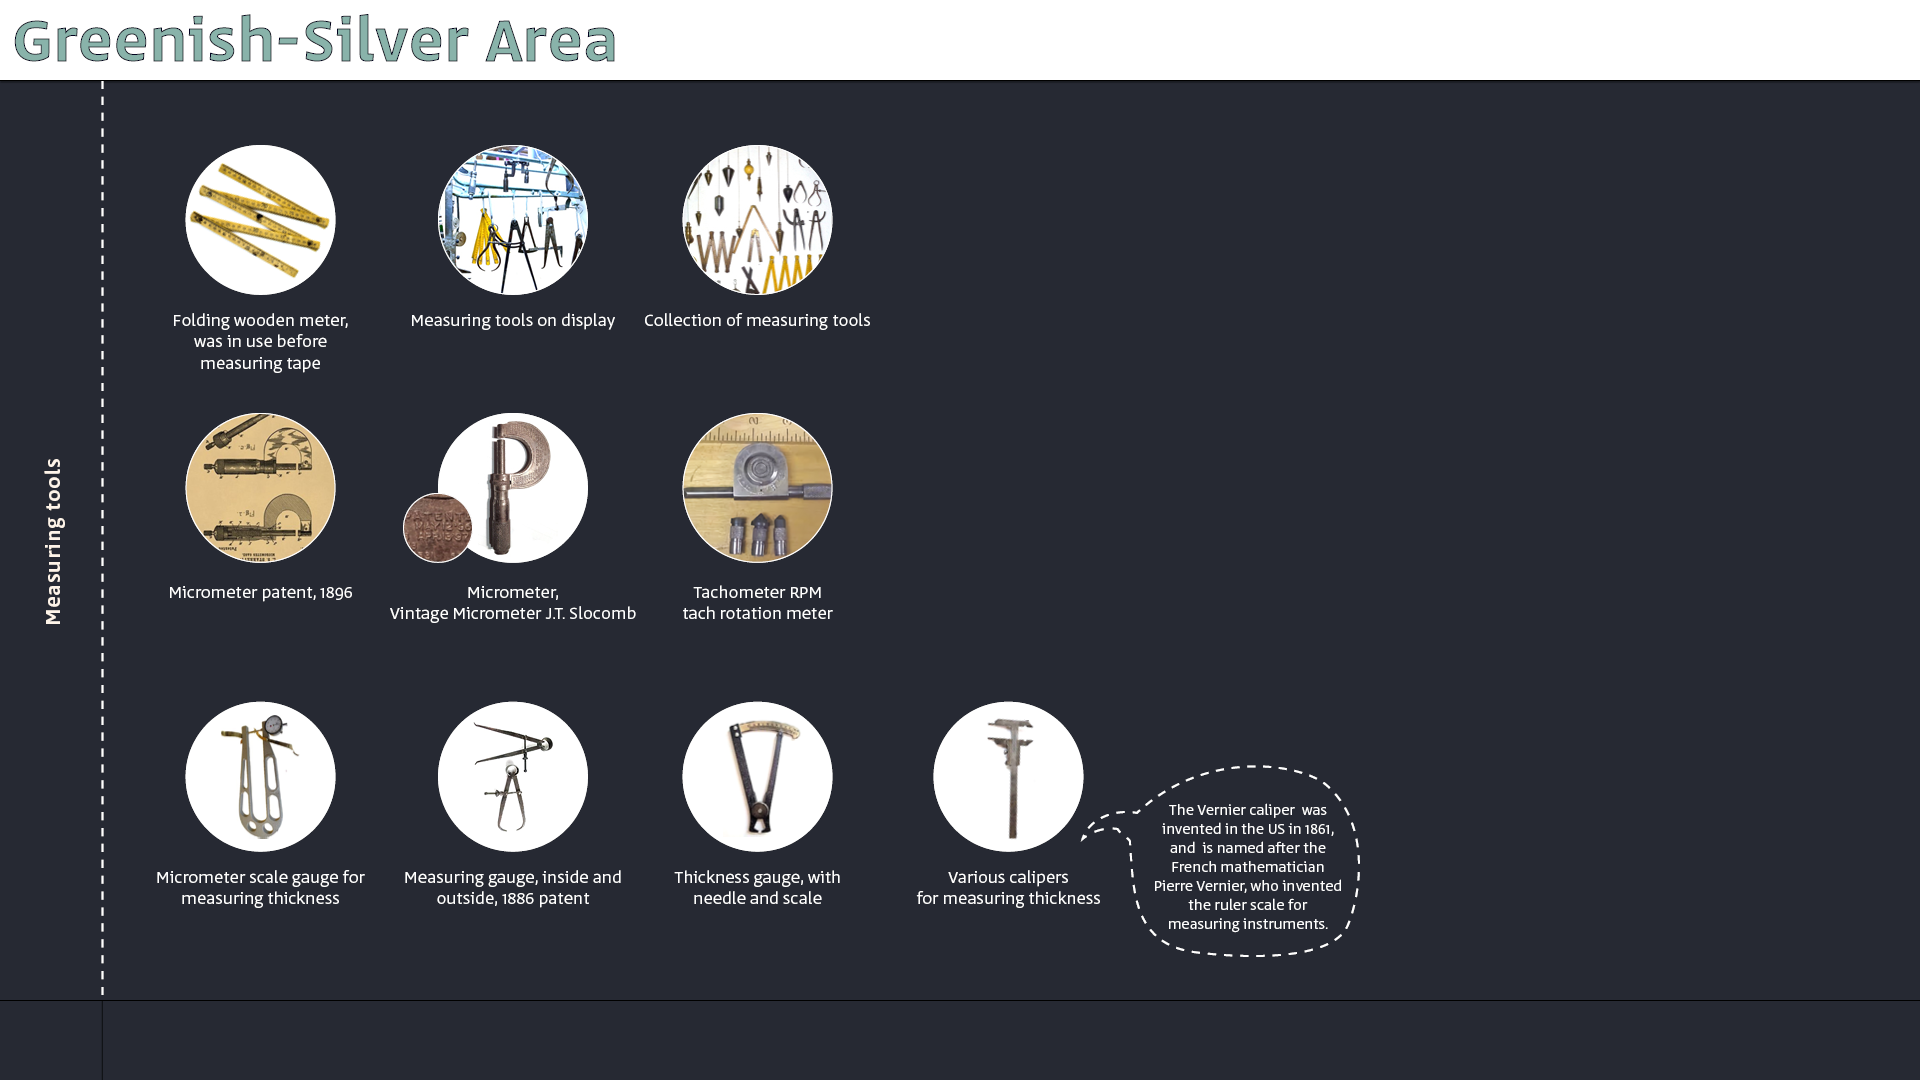 Greenish-Silver Area
Measuring tools
Folding wooden meter,
was in use before
measuring tape
Measuring tools on display
Collection of measuring tools
Micrometer patent, 1896
Micrometer,
Vintage Micrometer J.T. Slocomb
Tachometer RPM
tach rotation meter
Micrometer scale gauge for
measuring thickness
Measuring gauge, inside and
outside, 1886 patent
Thickness gauge, with
needle and scale
Various calipers
for measuring thickness
The Vernier caliper was
invented in the US in 1861,
and is named after the
French mathematician
Pierre Vernier, who invented
the ruler scale for
measuring instruments.